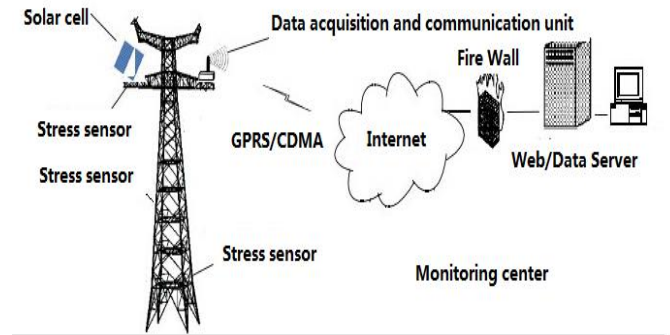 Solar cell
Data acquisition and communication unit
Fire Wall
Stress sensor
GPRS/CDMA
Internet
Web/Data Server
Stress sensor
Stress sensor
Monitoring center